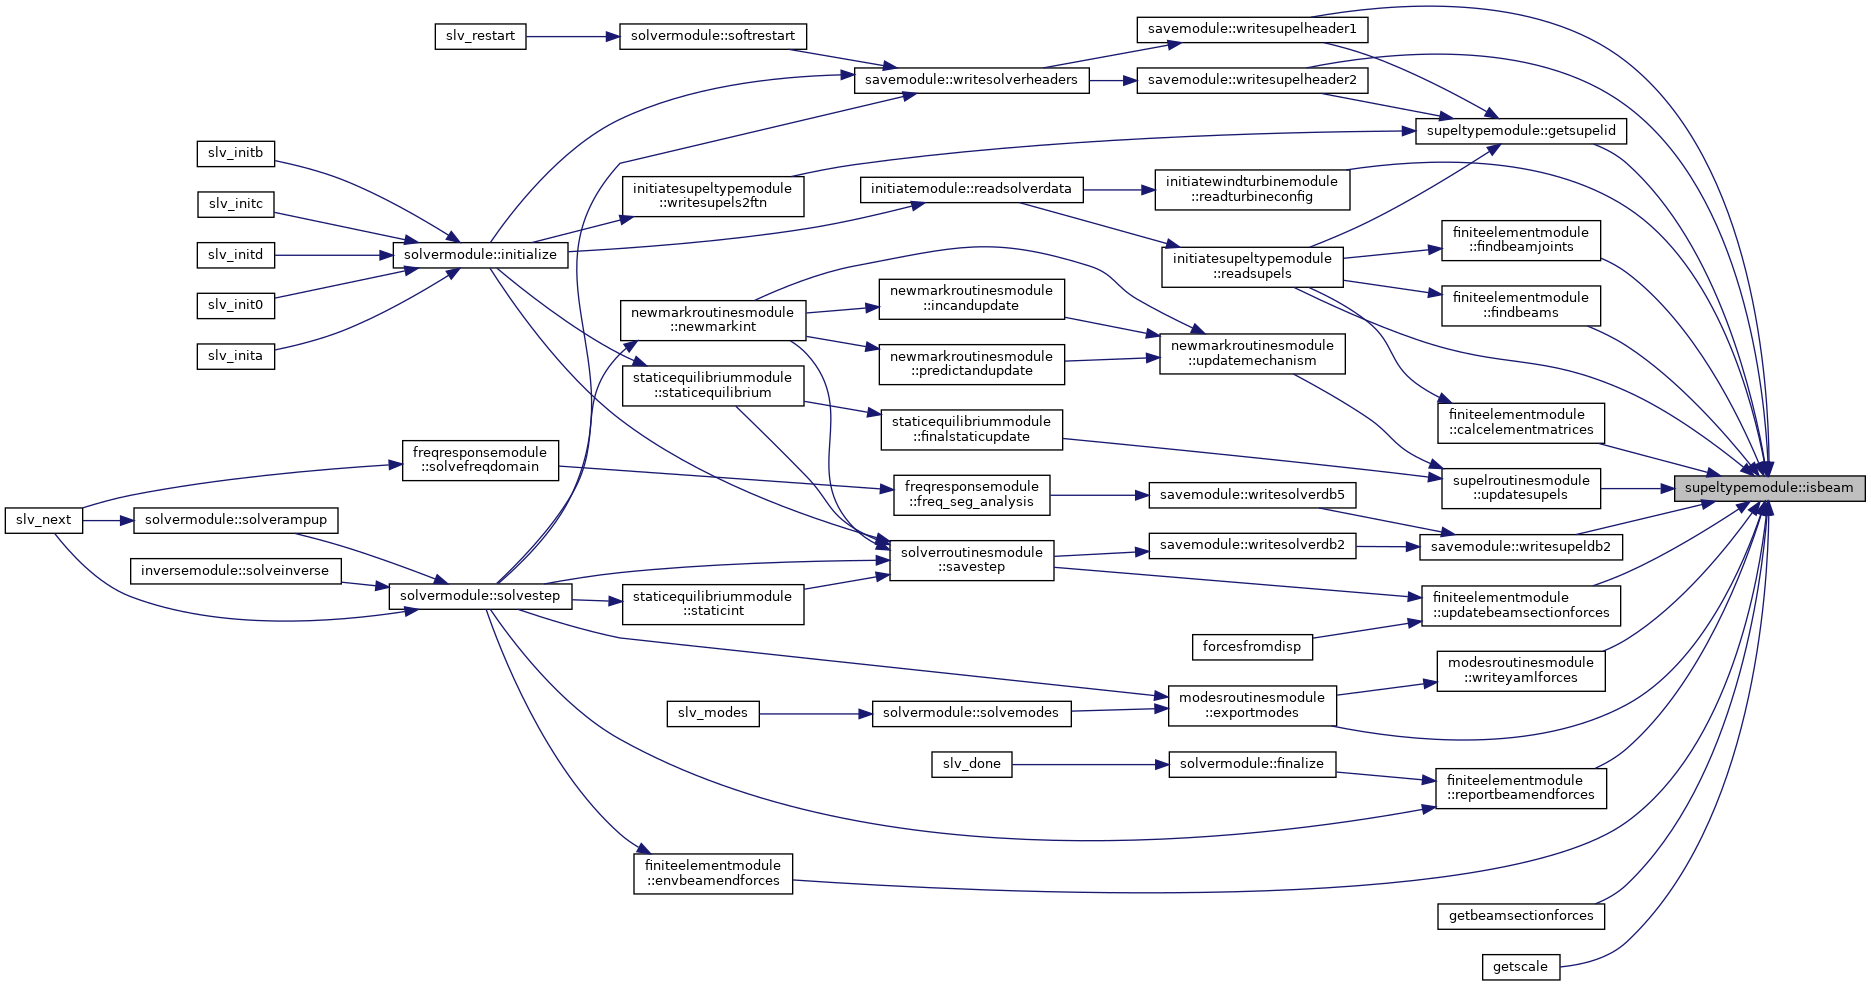 savemodule::writesupelheader1
slv_restart
solvermodule::softrestart
savemodule::writesolverheaders
savemodule::writesupelheader2
supeltypemodule::getsupelid
slv_initb
initiatesupeltypemodule
::writesupels2ftn
initiatemodule::readsolverdata
initiatewindturbinemodule
::readturbineconfig
slv_initc
finiteelementmodule
::findbeamjoints
slv_initd
solvermodule::initialize
initiatesupeltypemodule
::readsupels
slv_init0
newmarkroutinesmodule
::newmarkint
newmarkroutinesmodule
::incandupdate
finiteelementmodule
::findbeams
slv_inita
newmarkroutinesmodule
::predictandupdate
newmarkroutinesmodule
::updatemechanism
staticequilibriummodule
::staticequilibrium
staticequilibriummodule
::finalstaticupdate
finiteelementmodule
::calcelementmatrices
freqresponsemodule
::solvefreqdomain
freqresponsemodule
::freq_seg_analysis
savemodule::writesolverdb5
supelroutinesmodule
::updatesupels
supeltypemodule::isbeam
slv_next
solvermodule::solverampup
solverroutinesmodule
::savestep
savemodule::writesolverdb2
savemodule::writesupeldb2
inversemodule::solveinverse
solvermodule::solvestep
staticequilibriummodule
::staticint
finiteelementmodule
::updatebeamsectionforces
forcesfromdisp
modesroutinesmodule
::writeyamlforces
slv_modes
solvermodule::solvemodes
modesroutinesmodule
::exportmodes
slv_done
solvermodule::finalize
finiteelementmodule
::reportbeamendforces
finiteelementmodule
::envbeamendforces
getbeamsectionforces
getscale